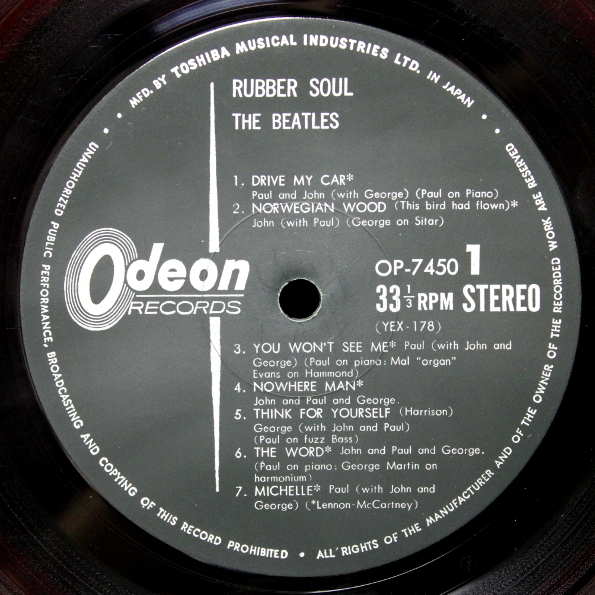 MFD. BY TOSHIBA MUSICAL INDUSTRIES LTD. IN JAPAN
RUBBER SOUL
THE BEATLES
1. DRIVE MY CAR*
Paul and John (with George) (Paul on Piano)
2. NORWEGIAN WOOD (This bird had flown)*
John (with Paul) (George on Sitar)
Odeon
RECORDS
OP-7450 1
33 1/3 RPM STEREO
(YEX-178)
3. YOU WON'T SEE ME* Paul (with John and
George) (Paul on piano: Mal "organ"
Evans on Hammond)
4. NOWHERE MAN*
John and Paul and George.
5. THINK FOR YOURSELF (Harrison)
George (with John and Paul)
(Paul on fuzz Bass)
6. THE WORD* John and Paul and George.
(Paul on piano: George Martin on
harmonium)
7. MICHELLE* Paul (with John and
George) (*Lennon-McCartney)
UNAUTHORIZED PUBLIC PERFORMANCE, BROADCASTING AND COPYING OF THIS RECORD PROHIBITED • ALL RIGHTS OF THE MANUFACTURER AND OF THE OWNER OF THE RECORDED WORK ARE RESERVED